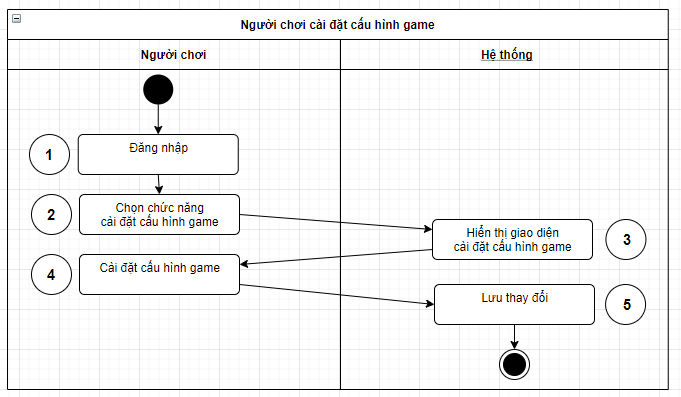 Người chơi cài đặt cấu hình game
Người chơi
Hệ thống
1
Đăng nhập
2
Chọn chức năng
cài đặt cấu hình game
Hiển thị giao diện
cài đặt cấu hình game
3
4
Cài đặt cấu hình game
Lưu thay đổi
5